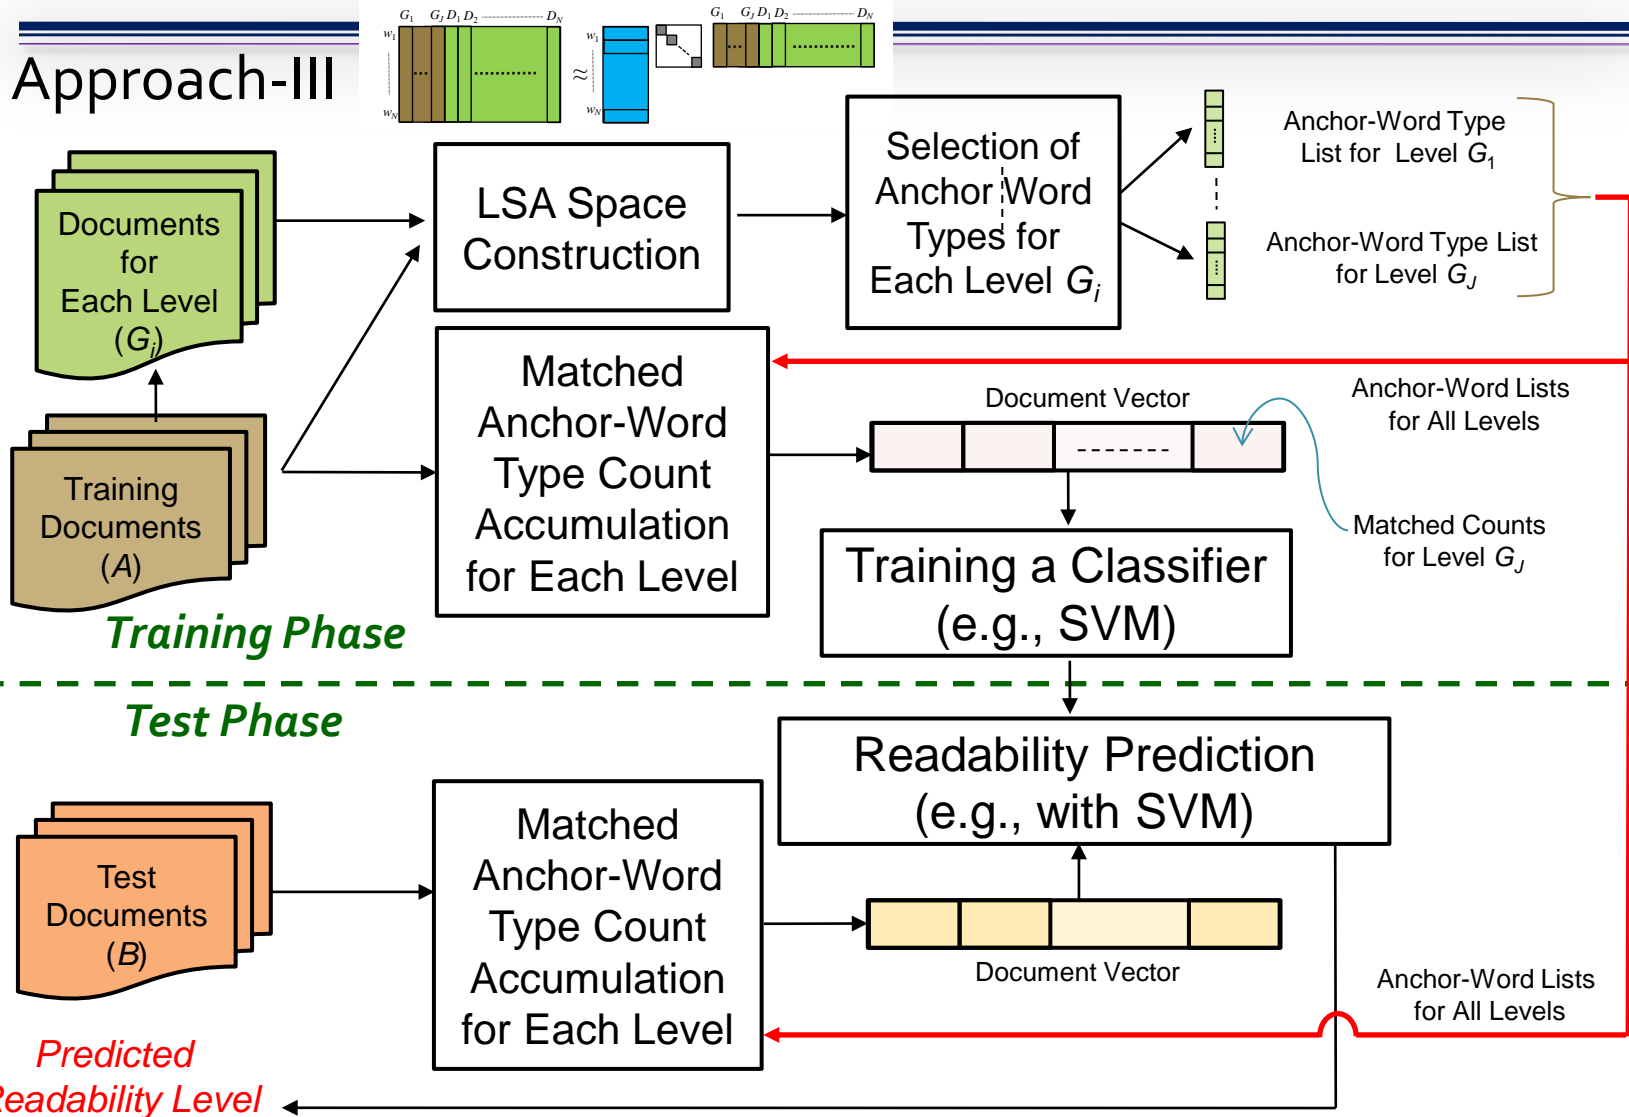 G1 GJ D1 D2 DN
w1
wN
≈
w1
wN
G1 GJ D1 D2 DN
Approach-III
Documents
for
Each Level
(Gi)
LSA Space
Construction
Selection of
Anchor Word
Types for
Each Level Gi
Anchor-Word Type
List for Level G1
Anchor-Word Type List
for Level GJ
Training
Documents
(A)
Matched
Anchor-Word
Type Count
Accumulation
for Each Level
Document Vector
Anchor-Word Lists
for All Levels
Matched Counts
for Level GJ
Training a Classifier
(e.g., SVM)
Training Phase
Test Phase
Readability Prediction
(e.g., with SVM)
Test
Documents
(B)
Matched
Anchor-Word
Type Count
Accumulation
for Each Level
Document Vector
Anchor-Word Lists
for All Levels
Predicted
Readability Level